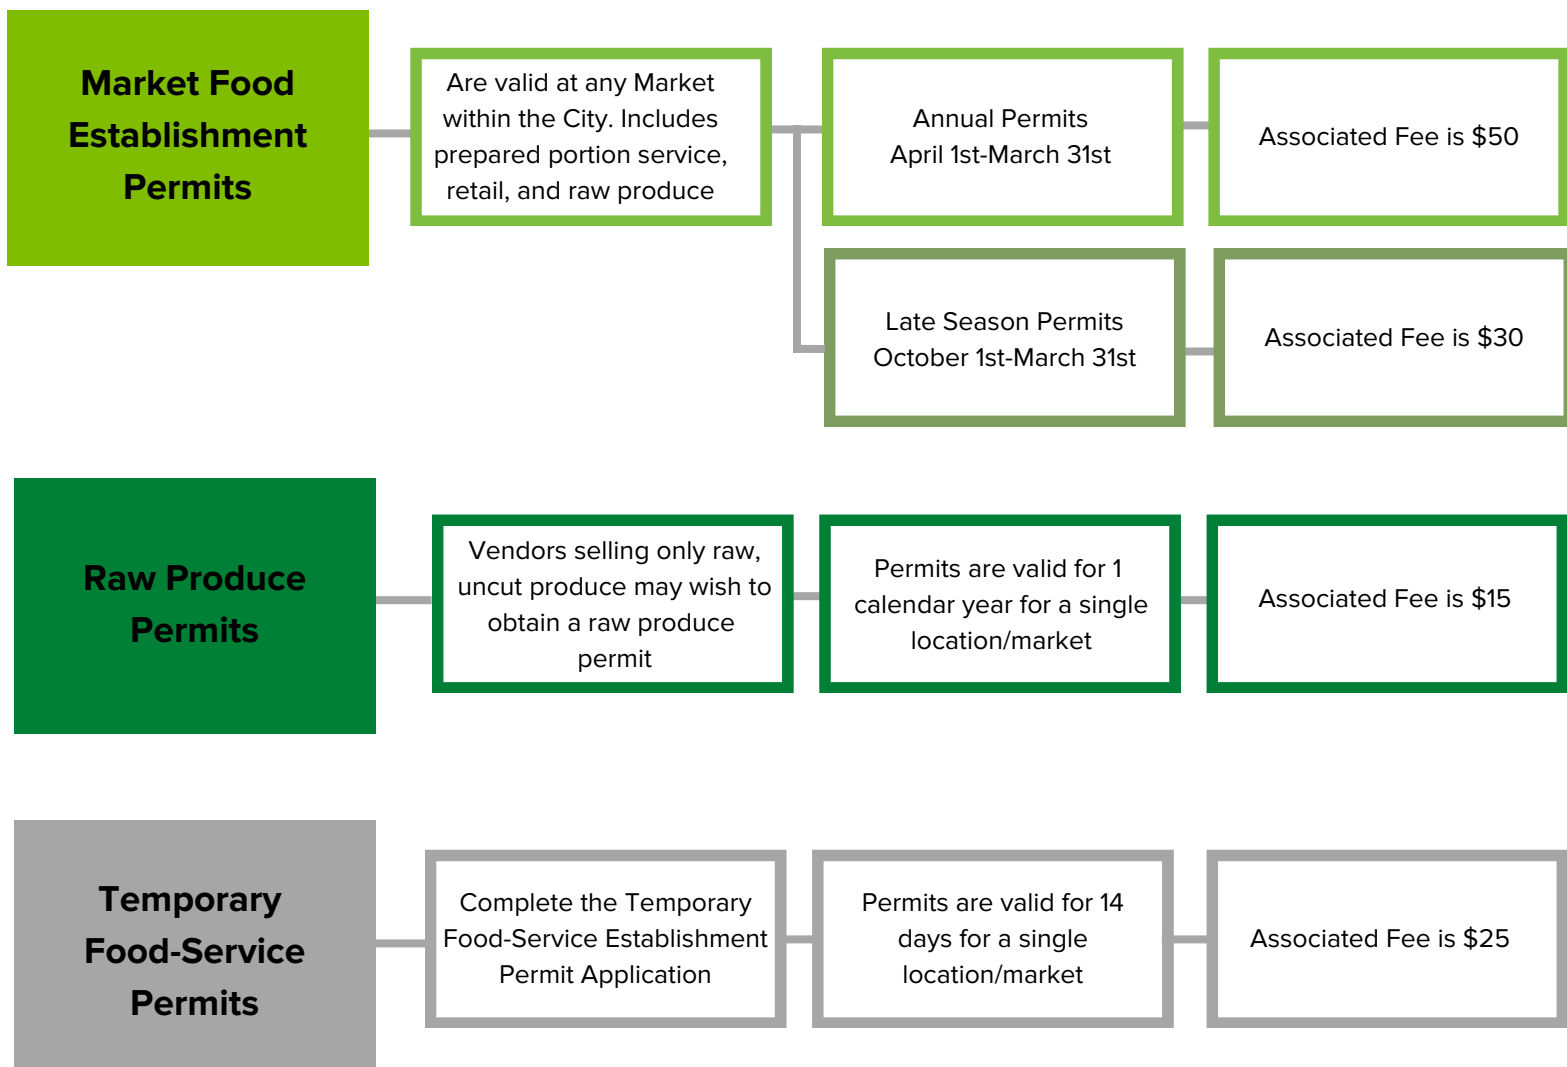 Market Food
Establishment
Permits
Are valid at any Market
within the City. Includes
prepared portion service,
retail, and raw produce
Annual Permits
April 1st-March 31st
Associated Fee is $50
Late Season Permits
October 1st-March 31st
Associated Fee is $30
Raw Produce
Permits
Vendors selling only raw,
uncut produce may wish to
obtain a raw produce
permit
Permits are valid for 1
calendar year for a single
location/market
Associated Fee is $15
Temporary
Food-Service
Permits
Complete the Temporary
Food-Service Establishment
Permit Application
Permits are valid for 14
days for a single
location/market
Associated Fee is $25